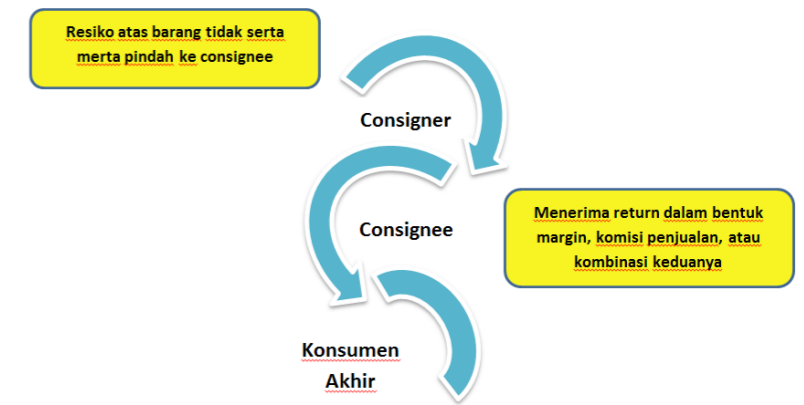 Resiko atas barang tidak serta
merta pindah ke consignee
Consigner
Consignee
Menerima return dalam bentuk
margin, komisi penjualan, atau
kombinasi keduanya
Konsumen
Akhir